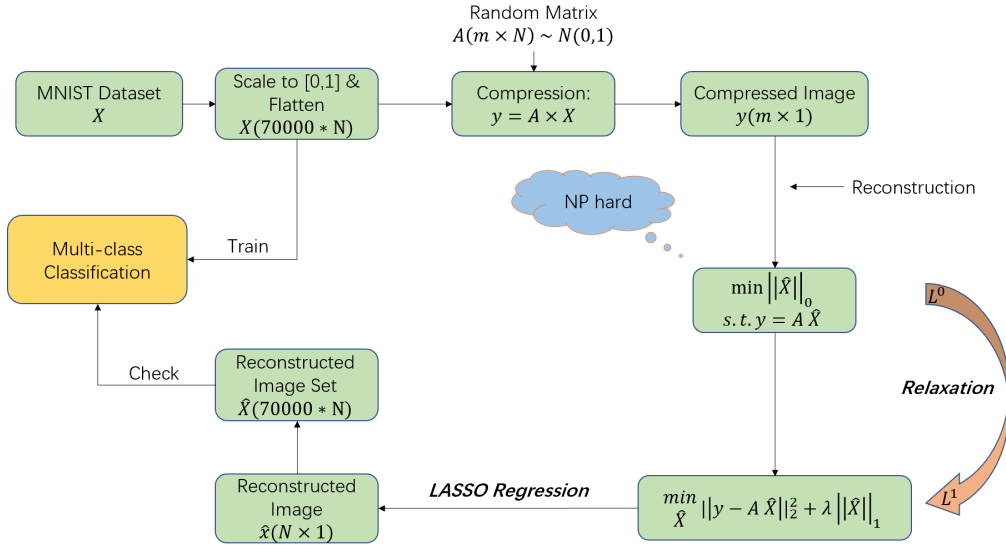 Random Matrix
A(m × N) ~ N(0,1)
MNIST Dataset
X
Scale to [0,1] &
Flatten
X(70000 * N)
Compression:
y = A × X
Compressed Image
y(m × 1)
NP hard
Reconstruction
Multi-class
Classification
Train
min ||X̂||₀
s.t. y = A X̂
L⁰
Relaxation
Check
Reconstructed
Image Set
X̂(70000 * N)
LASSO Regression
Reconstructed
Image
x̂(N × 1)
min ||y − A X̂||₂² + λ ||X̂||₁
X̂
L¹